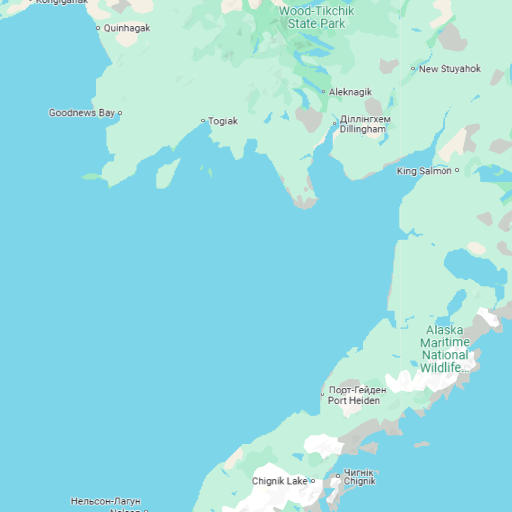 Kongiganak
Quinhagak
Wood-Tikchik
State Park
New Stuyahok
Aleknagik
Goodnews Bay
Togiak
Діллінгхем
Dillingham
King Salmon
Alaska
Maritime
National
Wildlife...
Порт-Гейден
Port Heiden
Чигнік
Chignik
Chignik Lake
Нельсон-Лагун
Nelson